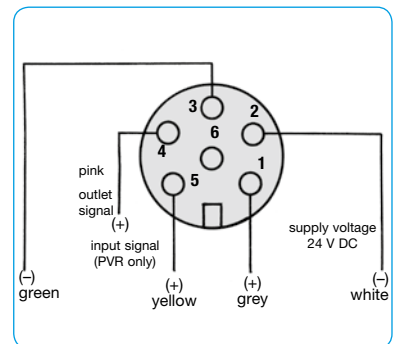 3
2
6
4
1
5
pink
outlet
signal
(+)
input signal
(PVR only)
supply voltage
24 V DC
(–)
green
(+)
yellow
(+)
grey
(–)
white